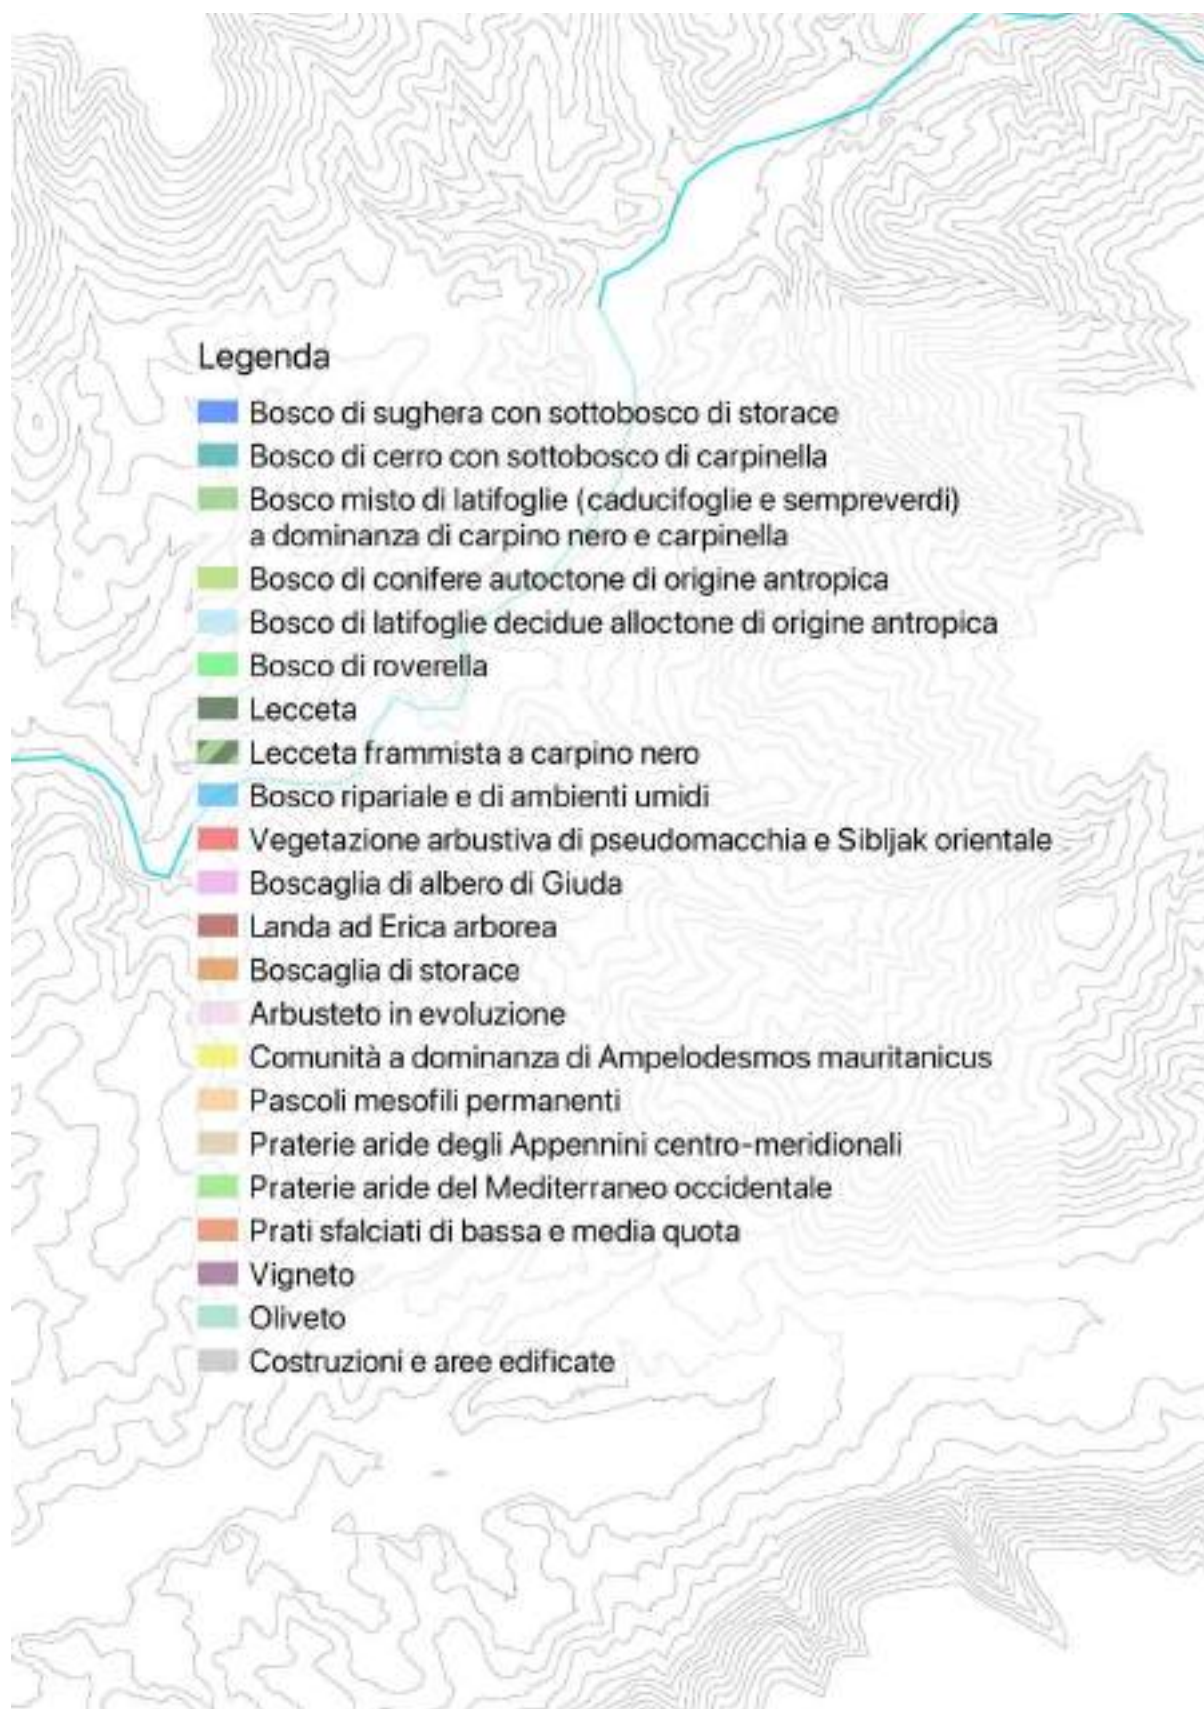 Legenda
Bosco di sughera con sottobosco di storace
Bosco di cerro con sottobosco di carpinella
Bosco misto di latifoglie (caducifoglie e sempreverdi)
a dominanza di carpino nero e carpinella
Bosco di conifere autoctone di origine antropica
Bosco di latifoglie decidue alloctone di origine antropica
Bosco di roverella
Lecceta
Lecceta frammista a carpino nero
Bosco ripariale e di ambienti umidi
Vegetazione arbustiva di pseudomacchia e Sibljak orientale
Boscaglia di albero di Giuda
Landa ad Erica arborea
Boscaglia di storace
Arbusteto in evoluzione
Comunità a dominanza di Ampelodesmos mauritanicus
Pascoli mesofili permanenti
Praterie aride degli Appennini centro-meridionali
Praterie aride del Mediterraneo occidentale
Prati sfalciati di bassa e media quota
Vigneto
Oliveto
Costruzioni e aree edificate